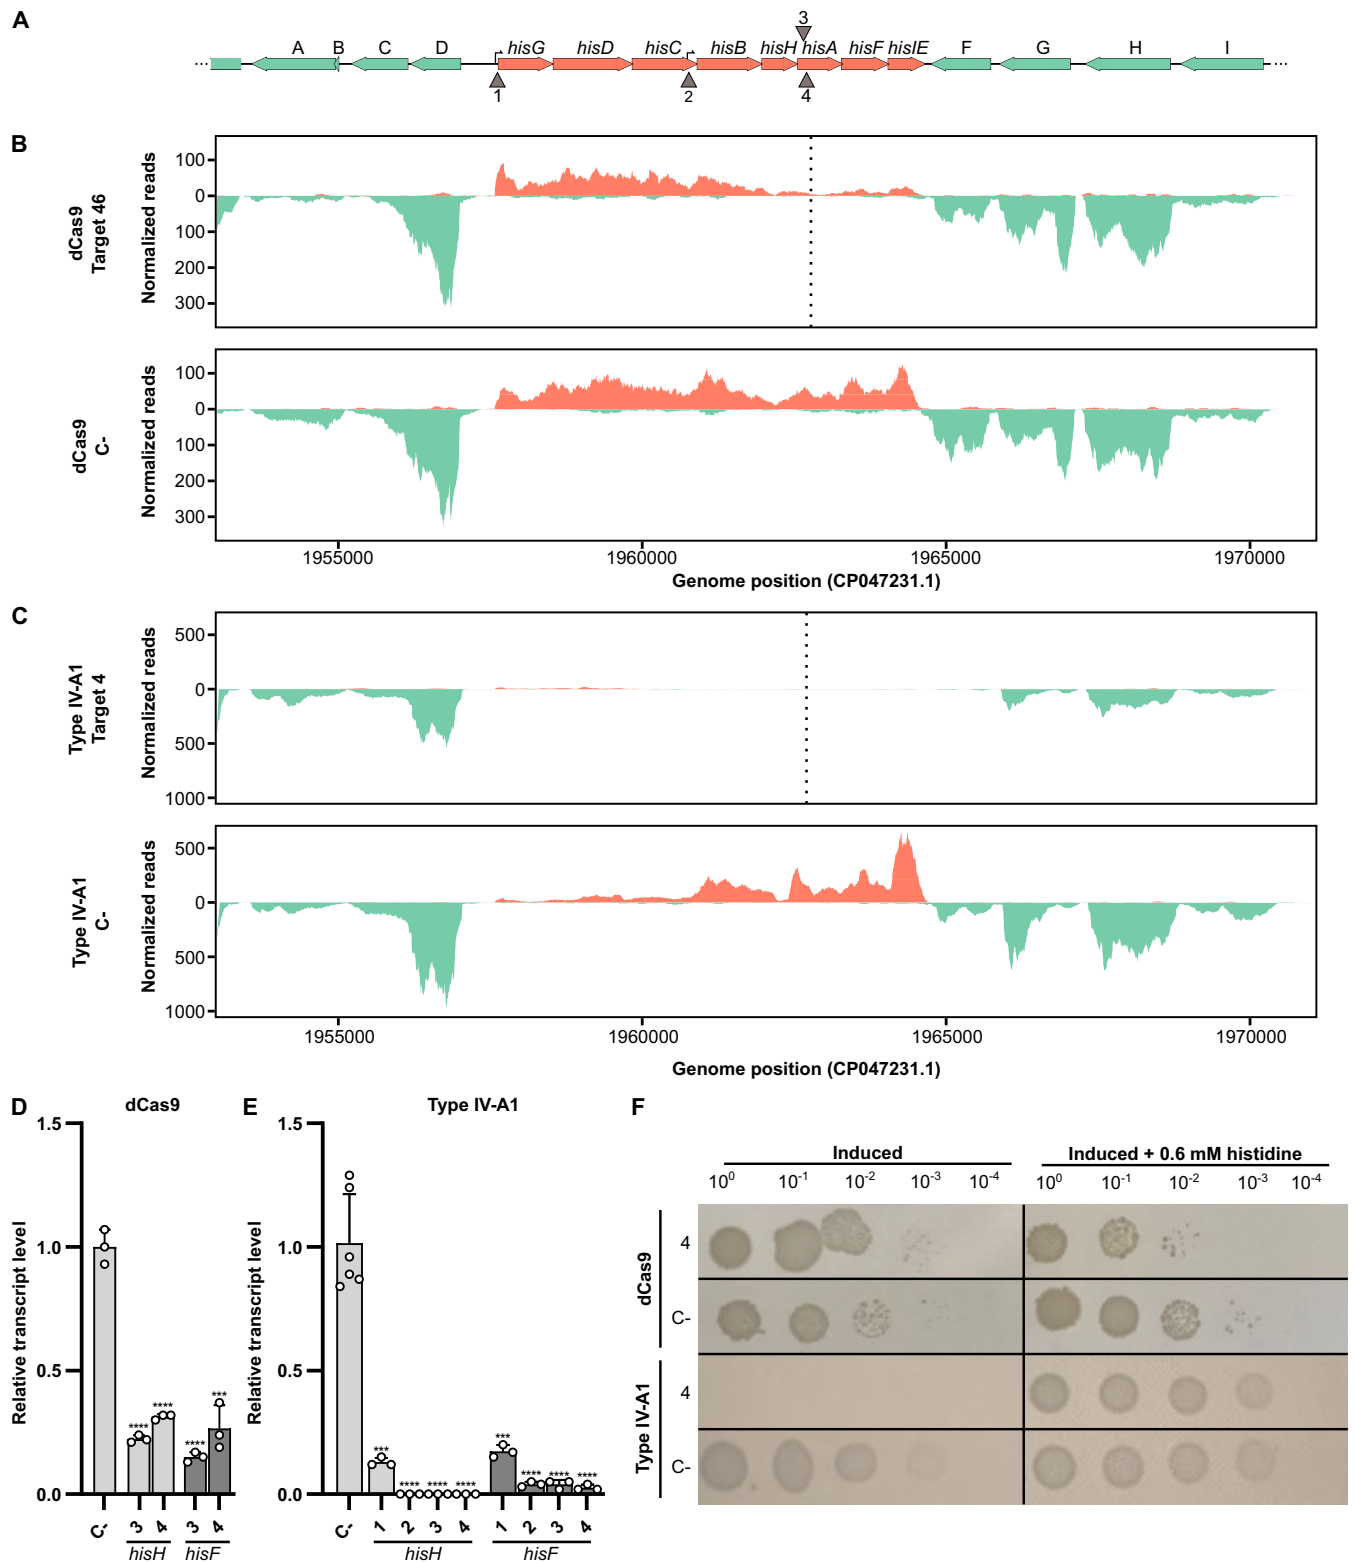 A
3
A B C D hisG hisD hisC hisB hisH hisA hisF hisIE F G H I
... ...
1 2 4
B
dCas9
Target 46
Normalized reads
100
0
100
200
300
dCas9
C-
Normalized reads
100
0
100
200
300
1955000 1960000 1965000 1970000
Genome position (CP047231.1)
C
Type IV-A1
Target 4
Normalized reads
500
0
500
1000
Type IV-A1
C-
Normalized reads
500
0
500
1000
1955000 1960000 1965000 1970000
Genome position (CP047231.1)
D dCas9
Relative transcript level
1.5
1.0
0.5
0.0
**** **** **** ***
C- 3 4 3 4
hisH hisF
E Type IV-A1
Relative transcript level
1.5
1.0
0.5
0.0
*** **** **** **** *** **** **** ****
C- 1 2 3 4 1 2 3 4
hisH hisF
F
Induced Induced + 0.6 mM histidine
10⁰ 10⁻¹ 10⁻² 10⁻³ 10⁻⁴ 10⁰ 10⁻¹ 10⁻² 10⁻³ 10⁻⁴
dCas9
4
C-
Type IV-A1
4
C-